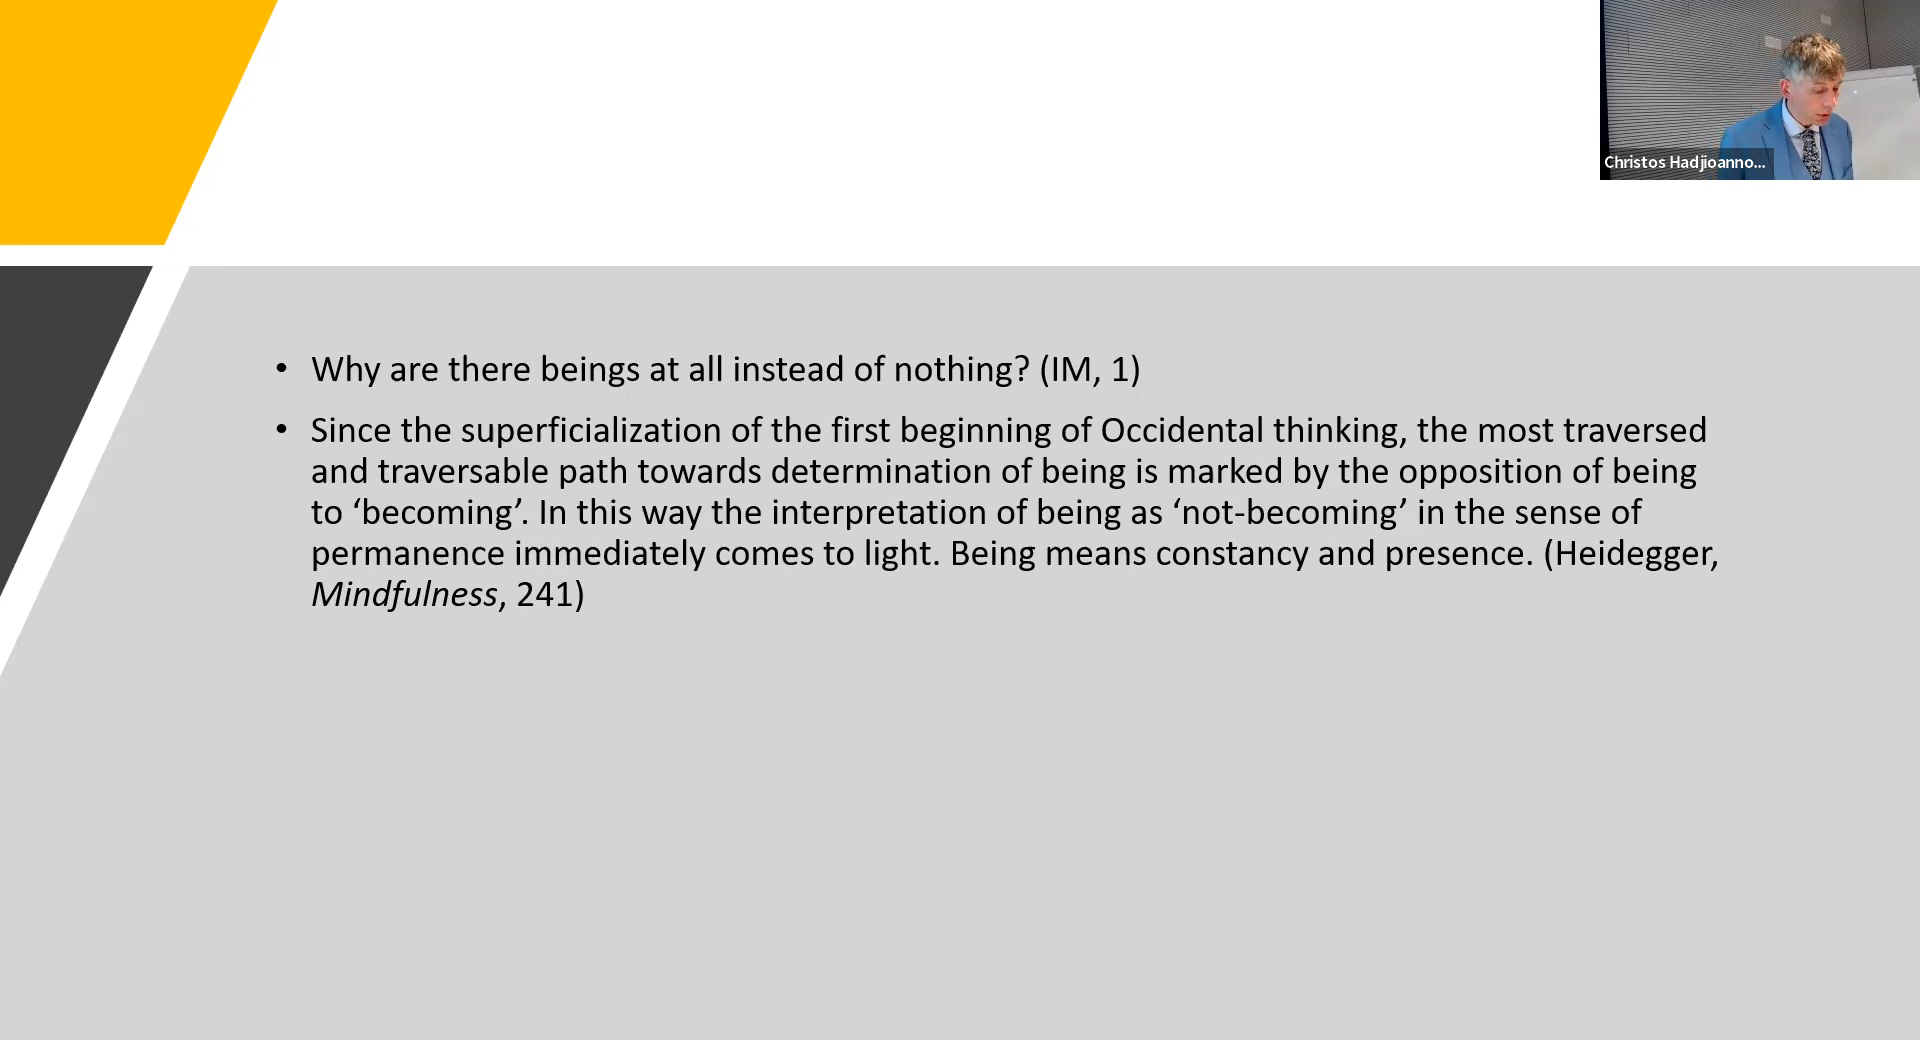 Christos Hadjioanno...
• Why are there beings at all instead of nothing? (IM, 1)
• Since the superficialization of the first beginning of Occidental thinking, the most traversed
and traversable path towards determination of being is marked by the opposition of being
to ‘becoming’. In this way the interpretation of being as ‘not-becoming’ in the sense of
permanence immediately comes to light. Being means constancy and presence. (Heidegger,
Mindfulness, 241)